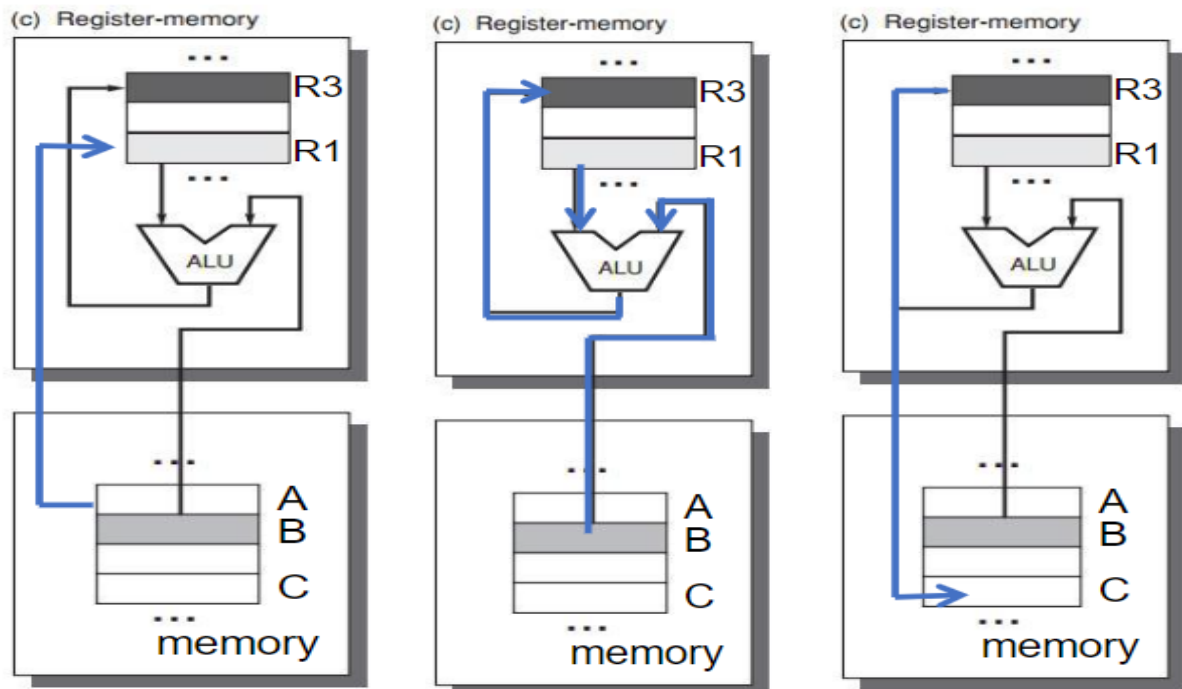 (c) Register-memory
...
R3
R1
...
ALU
...
A
B
C
...
memory
(c) Register-memory
...
R3
R1
...
ALU
...
A
B
C
...
memory
(c) Register-memory
...
R3
R1
...
ALU
...
A
B
C
...
memory